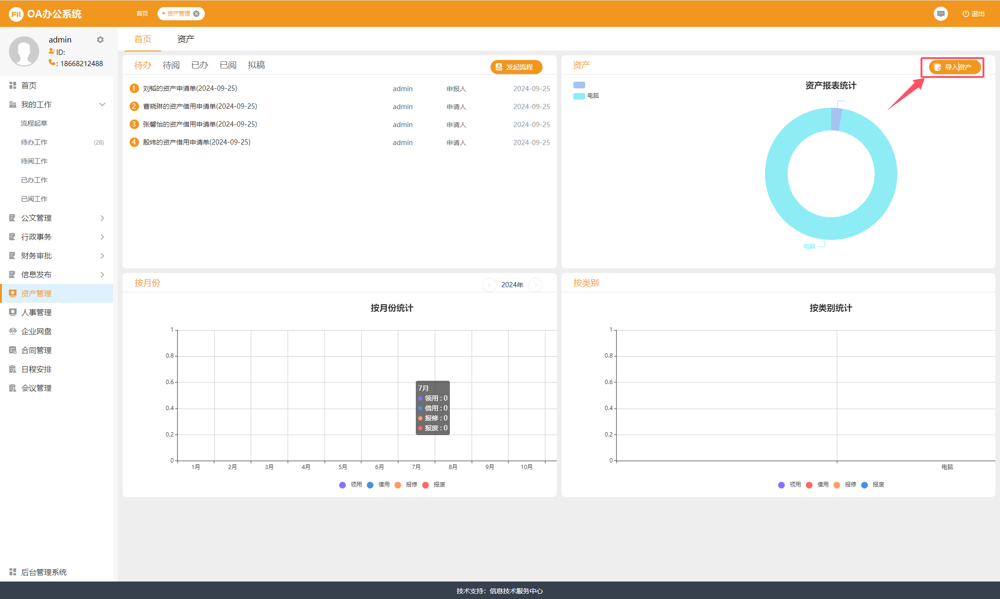 FII OA办公系统
首页
资产管理
退出
admin
ID:
: 18668212488
首页
我的工作
流程起草
待办工作 (28)
待阅工作
已办工作
已阅工作
公文管理
行政事务
财务审批
信息发布
资产管理
人事管理
企业网盘
合同管理
日程安排
会议管理
后台管理系统
首页 资产
待办 待阅 已办 已阅 拟稿
发起流程
1 刘韬的资产申请单(2024-09-25) admin 申报人 2024-09-25
2 曹晓琳的资产借用申请单(2024-09-25) admin 申请人 2024-09-25
3 张馨怡的资产借用申请单(2024-09-25) admin 申请人 2024-09-25
4 殷炜的资产借用申请单(2024-09-25) admin 申请人 2024-09-25
资产
导入资产
资产报表统计
电脑
电脑
按月份
2024年
按月份统计
1
0.8
0.6
0.4
0.2
0
7月
领用 : 0
借用 : 0
报修 : 0
报废 : 0
1月 2月 3月 4月 5月 6月 7月 8月 9月 10月
领用 借用 报修 报废
按类别
按类别统计
1
0.8
0.6
0.4
0.2
0
电脑
领用 借用 报修 报废
技术支持：信息技术服务中心